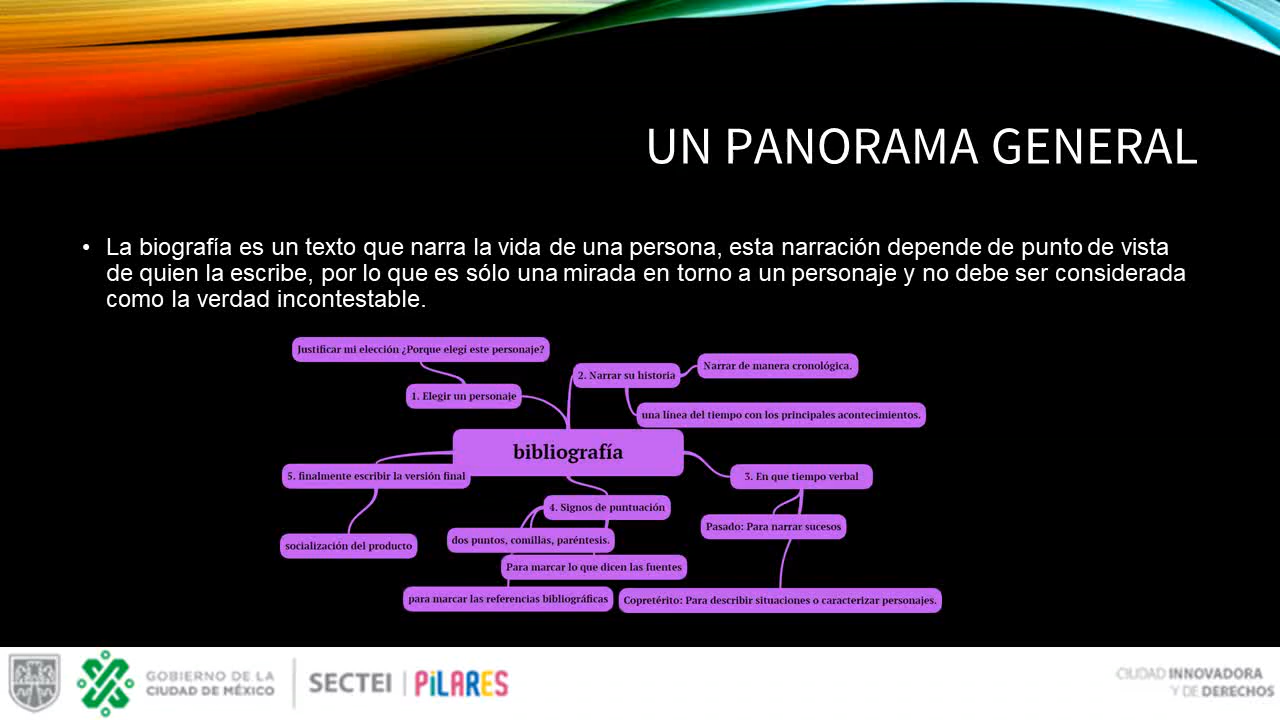 UN PANORAMA GENERAL
• La biografía es un texto que narra la vida de una persona, esta narración depende de punto de vista
de quien la escribe, por lo que es sólo una mirada en torno a un personaje y no debe ser considerada
como la verdad incontestable.
Justificar mi elección ¿Porque elegí este personaje?
1. Elegir un personaje
2. Narrar su historia
Narrar de manera cronológica.
una línea del tiempo con los principales acontecimientos.
bibliografía
3. En que tiempo verbal
Pasado: Para narrar sucesos
Copretérito: Para describir situaciones o caracterizar personajes.
4. Signos de puntuación
dos puntos, comillas, paréntesis.
Para marcar lo que dicen las fuentes
para marcar las referencias bibliográficas
5. finalmente escribir la versión final
socialización del producto
GOBIERNO DE LA
CIUDAD DE MÉXICO
SECTEI
PiLARES
CIUDAD INNOVADORA
Y DE DERECHOS